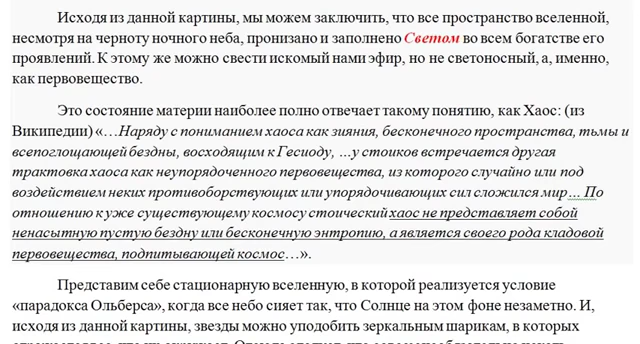 Исходя из данной картины, мы можем заключить, что все пространство вселенной,
несмотря на черноту ночного неба, пронизано и заполнено Светом во всем богатстве его
проявлений. К этому же можно свести искомый нами эфир, но не светоносный, а, именно,
как первовещество.
Это состояние материи наиболее полно отвечает такому понятию, как Хаос: (из
Википедии) «…Наряду с пониманием хаоса как зияния, бесконечного пространства, тьмы и
всепоглощающей бездны, восходящим к Гесиоду, …у стоиков встречается другая
трактовка хаоса как неупорядоченного первовещества, из которого случайно или под
воздействием неких противоборствующих или упорядочивающих сил сложился мир… По
отношению к уже существующему космосу стоический хаос не представляет собой
ненасытную пустую бездну или бесконечную энтропию, а является своего рода кладовой
первовещества, подпитывающей космос…».
Представим себе стационарную вселенную, в которой реализуется условие
«парадокса Ольберса», когда все небо сияет так, что Солнце на этом фоне незаметно. И,
исходя из данной картины, звезды можно уподобить зеркальным шарикам, в которых